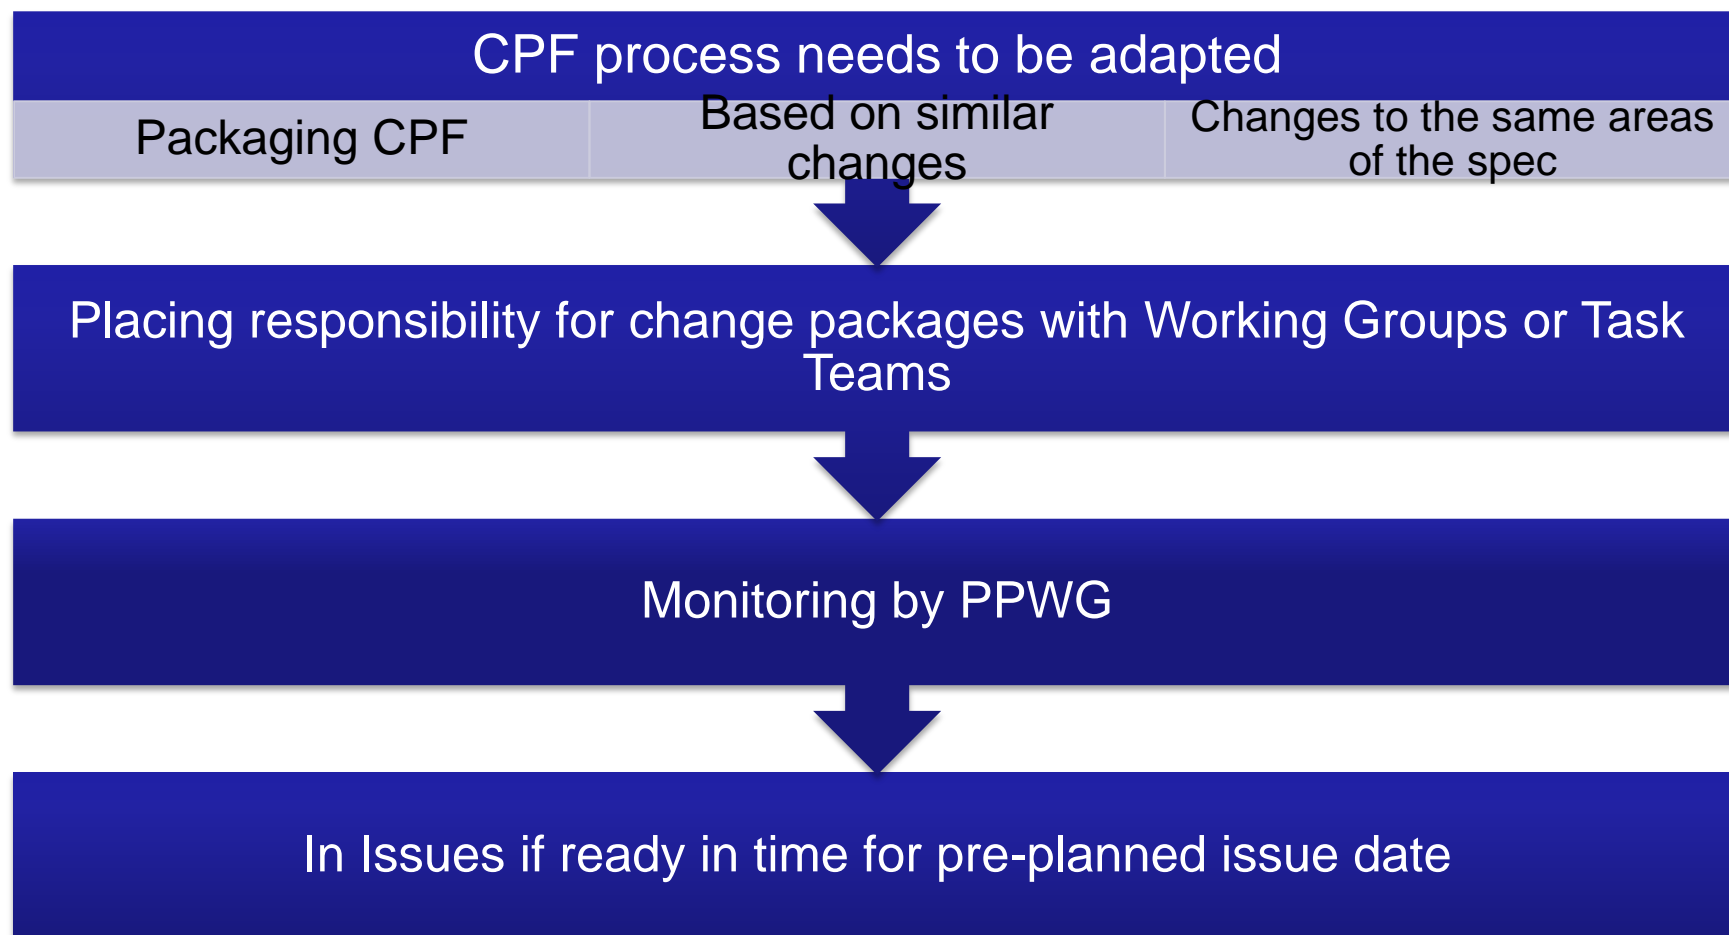 CPF process needs to be adapted
Packaging CPF
Based on similar
changes
Changes to the same areas
of the spec
Placing responsibility for change packages with Working Groups or Task
Teams
Monitoring by PPWG
In Issues if ready in time for pre-planned issue date